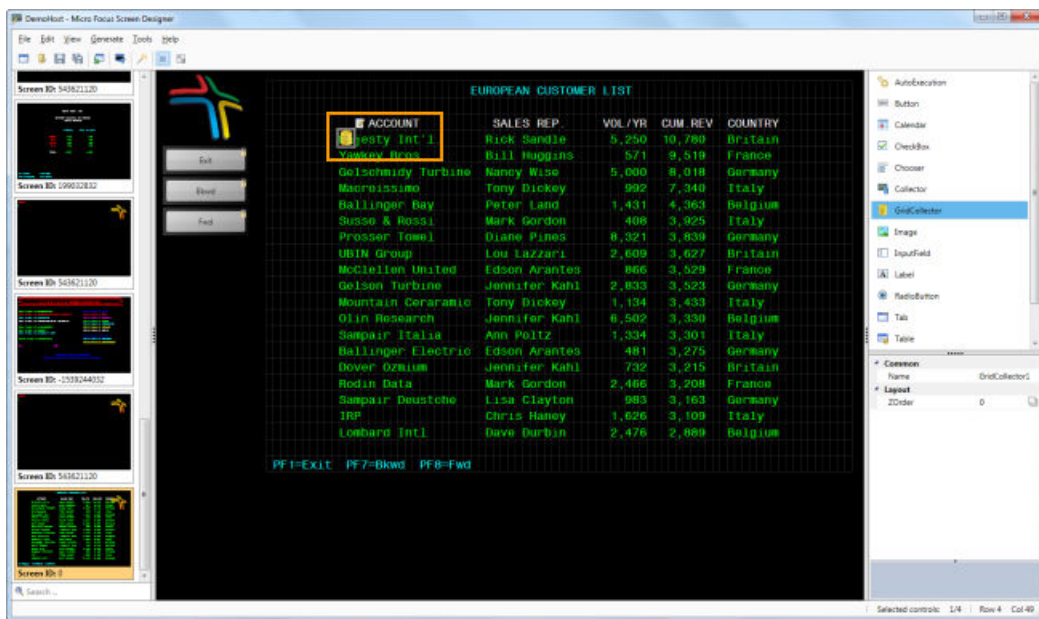 DemoHost - Micro Focus Screen Designer
File Edit View Generate Tools Help
Screen ID: 543621120
Screen ID: 199032832
Screen ID: 543621120
Screen ID: -1539244032
Screen ID: 543621120
Screen ID: 0
Search...
Exit
Bkwd
Fwd
EUROPEAN CUSTOMER LIST
ACCOUNT SALES REP. VOL/YR CUM.REV COUNTRY
gesty Int'l Rick Sandle 5,250 10,780 Britain
Yawkey Bros Bill Huggins 571 9,519 France
Gelschmidy Turbine Nancy Wise 5,000 8,018 Germany
Macroissimo Tony Dickey 992 7,340 Italy
Ballinger Bay Peter Land 1,431 4,363 Belgium
Susso & Rossi Mark Gordon 408 3,925 Italy
Prosser Towel Diane Pines 8,321 3,839 Germany
UBIN Group Lou Lazzari 2,609 3,627 Britain
McClellen United Edson Arantes 866 3,529 France
Gelson Turbine Jennifer Kahl 2,833 3,523 Germany
Mountain Ceraramic Tony Dickey 1,134 3,433 Italy
Olin Research Jennifer Kahl 6,502 3,330 Belgium
Sampair Italia Ann Poltz 1,334 3,301 Italy
Ballinger Electric Edson Arantes 481 3,275 Germany
Dover Ozmium Jennifer Kahl 732 3,215 Britain
Rodin Data Mark Gordon 2,466 3,208 France
Sampair Deustche Lisa Clayton 983 3,163 Germany
IRP Chris Haney 1,626 3,109 Italy
Lombard Intl Dave Durbin 2,476 2,889 Belgium
PF1=Exit PF7=Bkwd PF8=Fwd
AutoExecution
Button
Calendar
CheckBox
Chooser
Collector
GridCollector
Image
InputField
Label
RadioButton
Tab
Table
Common
Name GridCollector1
Layout
ZOrder 0
Selected controls: 1/4 Row 4 Col 49